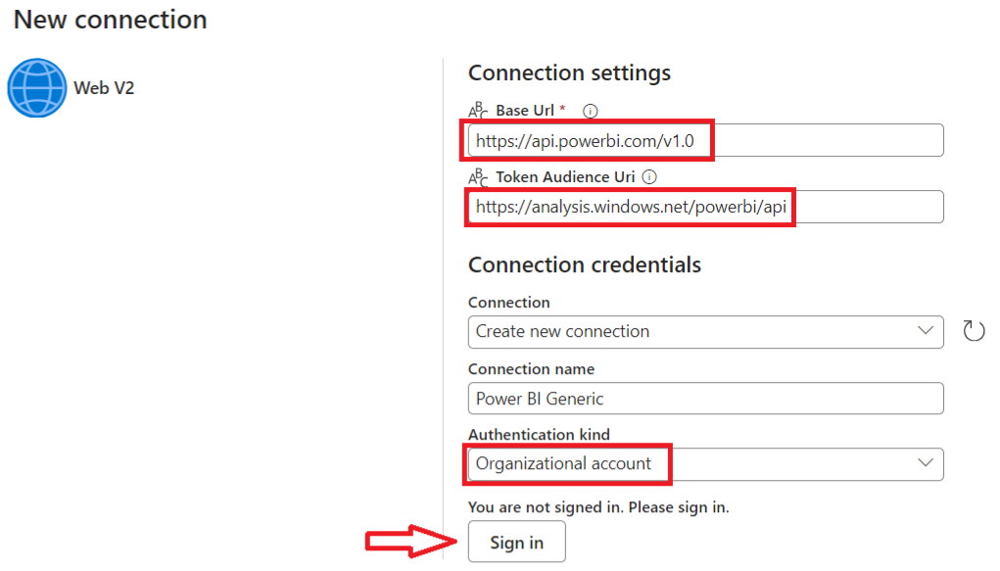 New connection
Web V2
Connection settings
ABC Base Url *
https://api.powerbi.com/v1.0
ABC Token Audience Uri
https://analysis.windows.net/powerbi/api
Connection credentials
Connection
Create new connection
Connection name
Power BI Generic
Authentication kind
Organizational account
You are not signed in. Please sign in.
Sign in